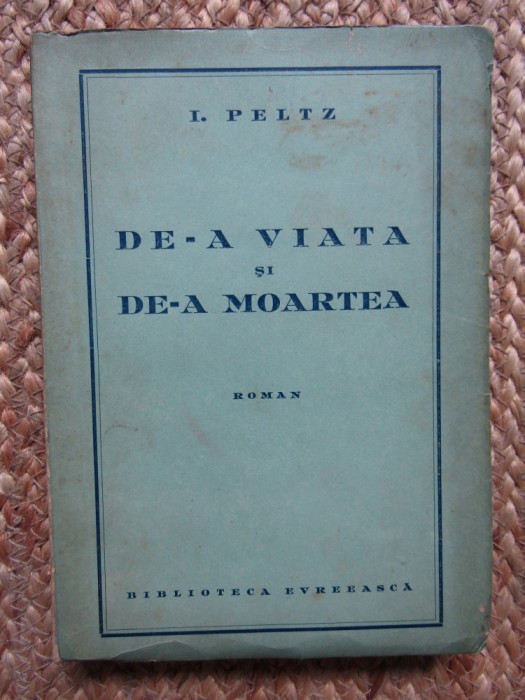 I. PELTZ
DE-A VIATA
ȘI
DE-A MOARTEA
ROMAN
BIBLIOTECA EVREEASCĂ